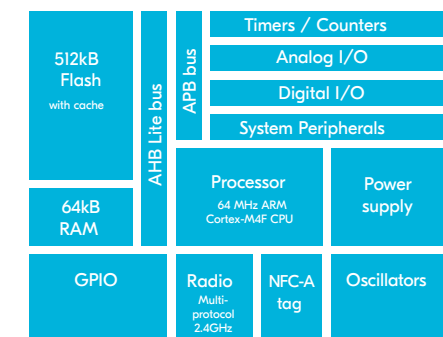 512kB
Flash
with cache
64kB
RAM
AHB Lite bus
APB bus
Timers / Counters
Analog I/O
Digital I/O
System Peripherals
Processor
64 MHz ARM
Cortex-M4F CPU
Power
supply
GPIO
Radio
Multi-
protocol
2.4GHz
NFC-A
tag
Oscillators